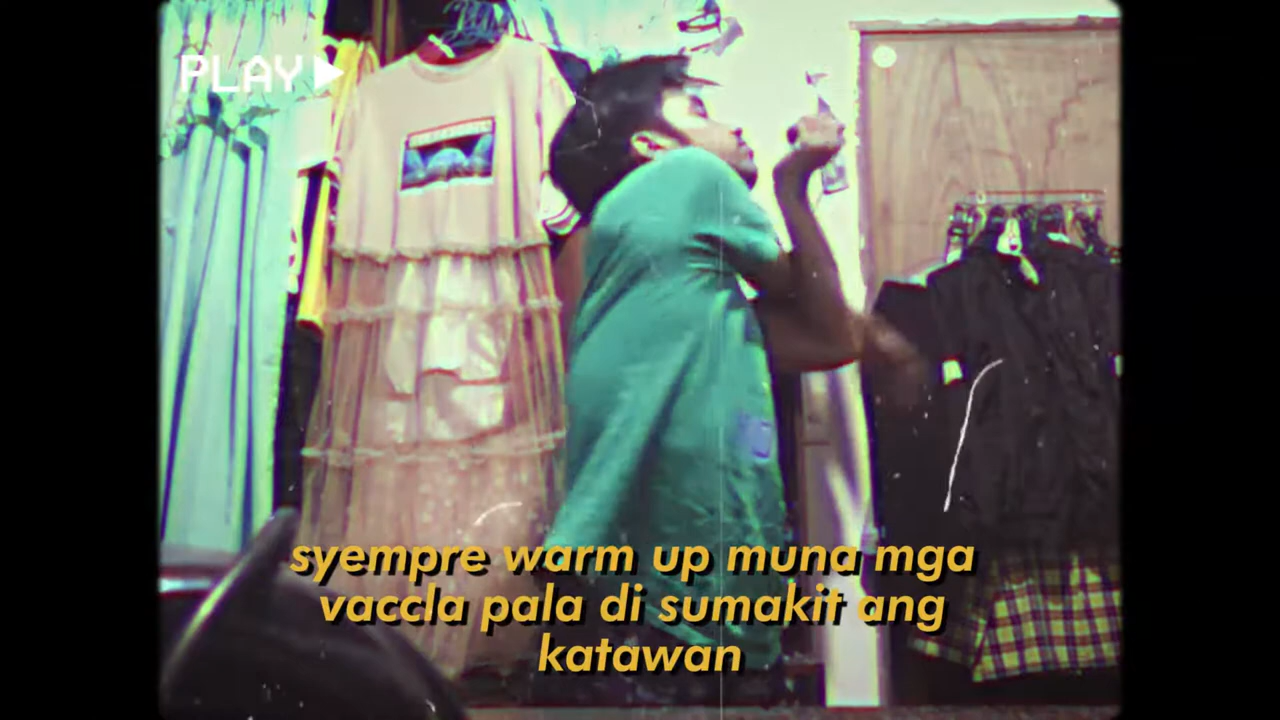 PLAY
syempre warm up muna mga
vaccla pala di sumakit ang
katawan